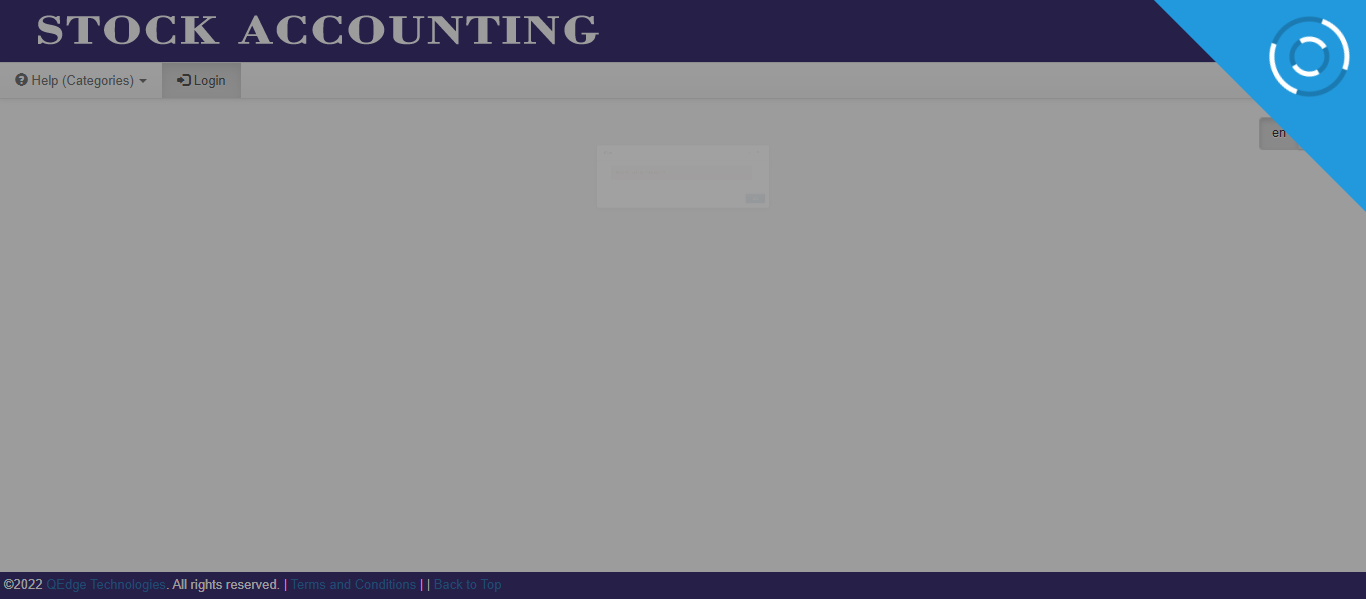 STOCK ACCOUNTING
Help (Categories) Login
en
©2022 QEdge Technologies. All rights reserved. | Terms and Conditions | | Back to Top